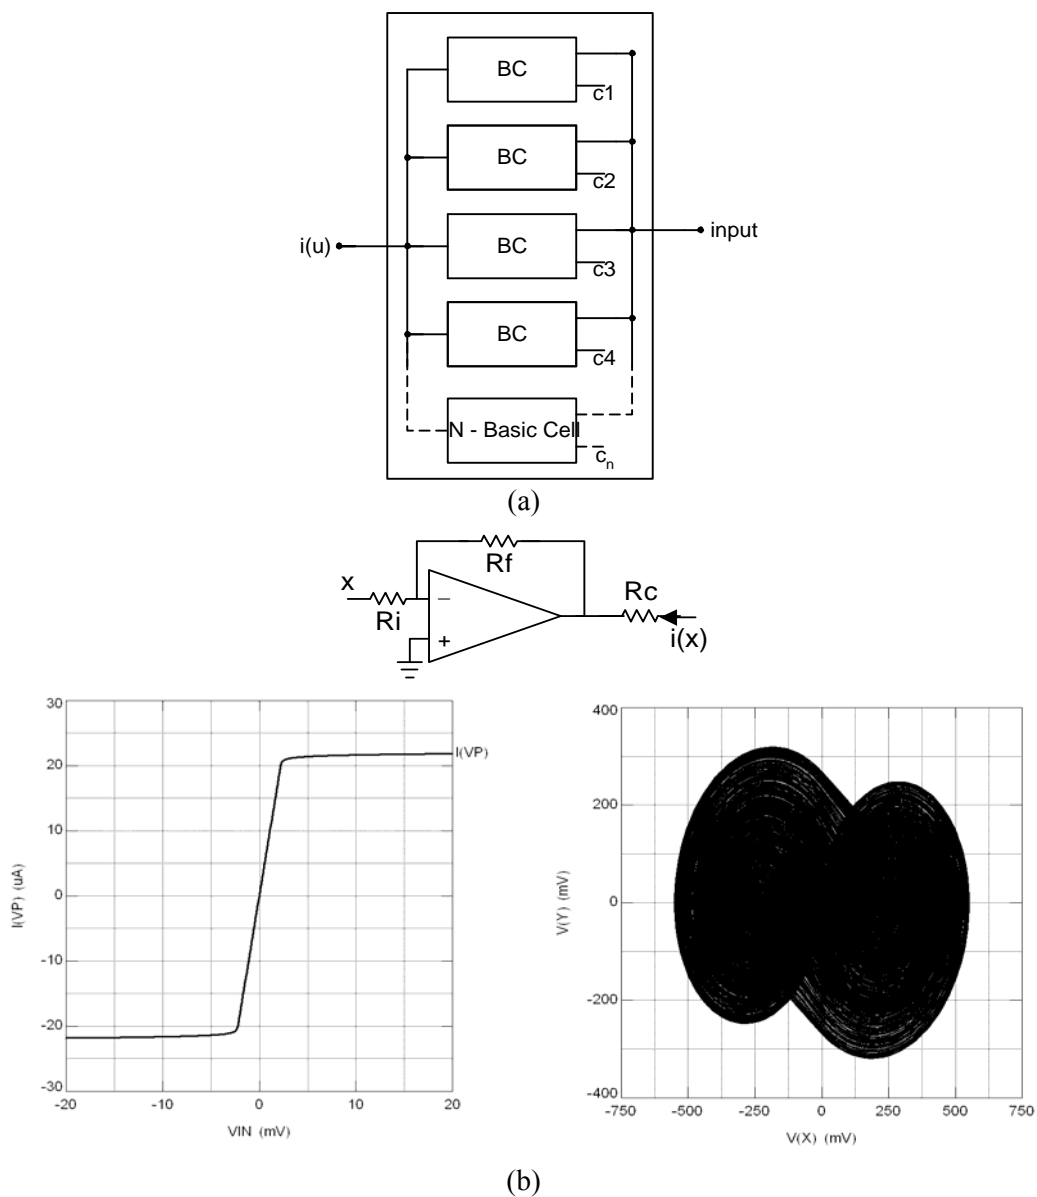 BC
c1
BC
c2
i(u)
BC
input
c3
BC
c4
N - Basic Cell
cn
(a)
Rf
x
Ri
−
+
Rc
i(x)
30
20
10
0
-10
-20
-30
I(VP) (uA)
I(VP)
-20
-10
0
10
20
VIN (mV)
400
200
0
-200
-400
V(Y) (mV)
-750
-500
-250
0
250
500
750
V(X) (mV)
(b)